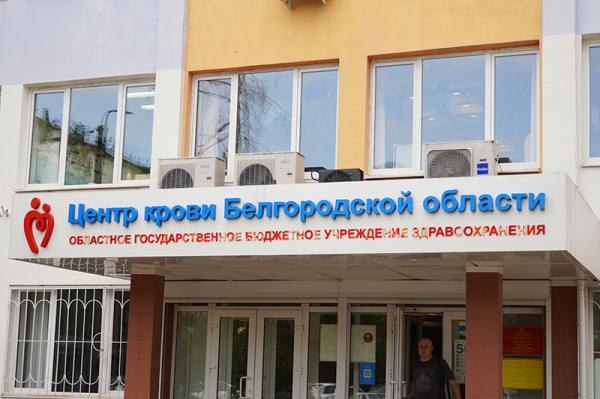 Центр крови Белгородской области
ОБЛАСТНОЕ ГОСУДАРСТВЕННОЕ БЮДЖЕТНОЕ УЧРЕЖДЕНИЕ ЗДРАВООХРАНЕНИЯ